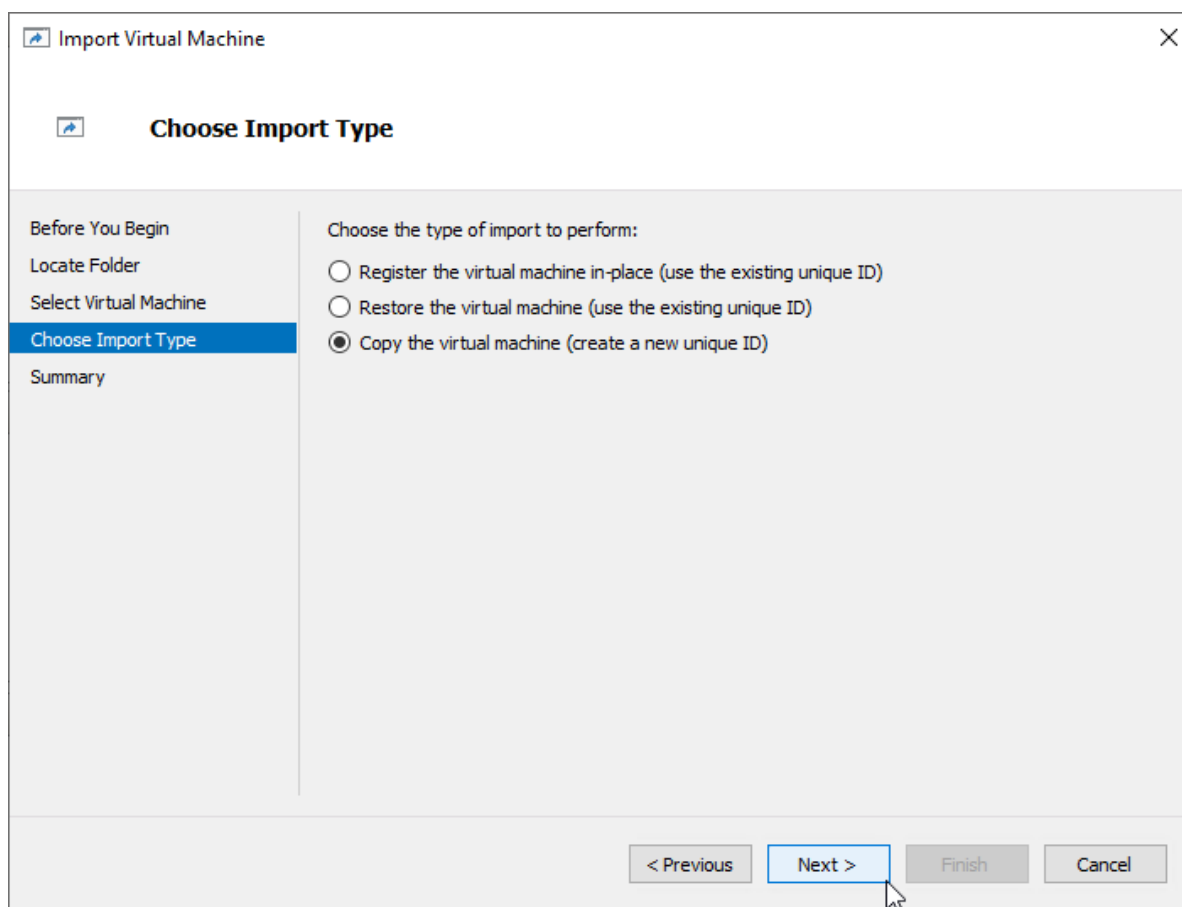 Import Virtual Machine
Choose Import Type
Before You Begin
Locate Folder
Select Virtual Machine
Choose Import Type
Summary
Choose the type of import to perform:
Register the virtual machine in-place (use the existing unique ID)
Restore the virtual machine (use the existing unique ID)
Copy the virtual machine (create a new unique ID)
< Previous
Next >
Finish
Cancel